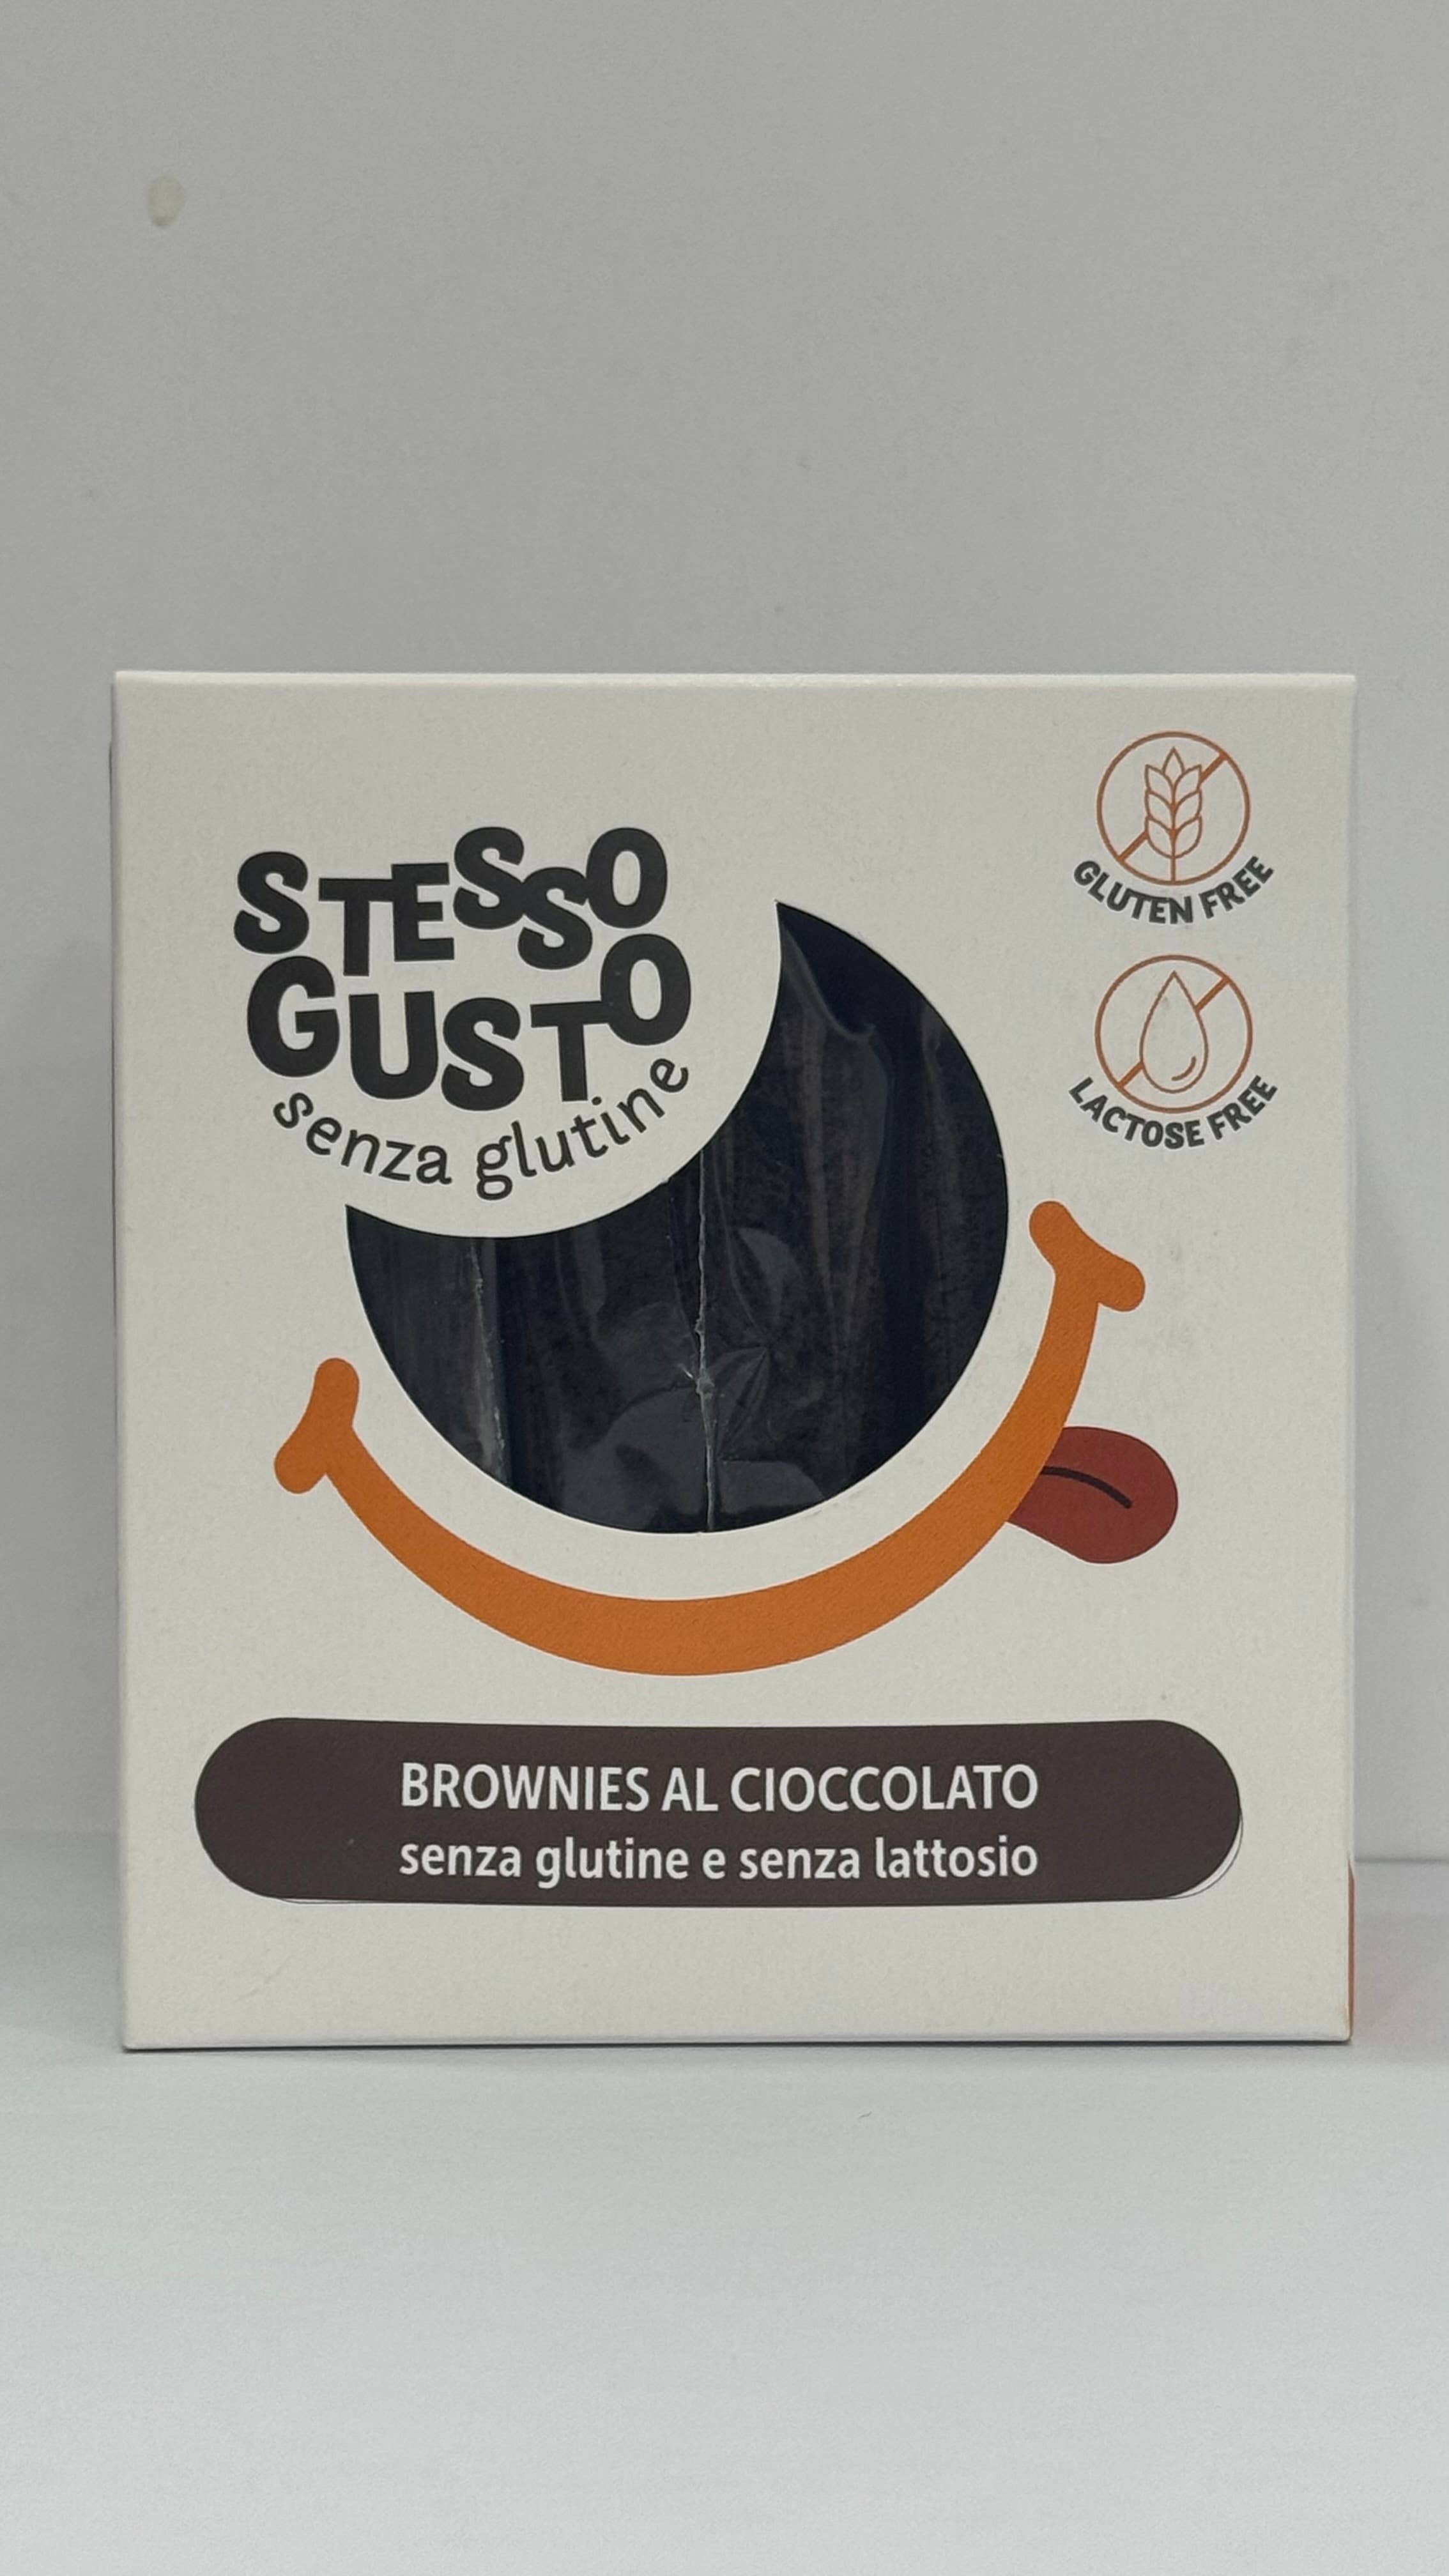 STESSO
GUSTO
senza glutine
GLUTEN FREE
LACTOSE FREE
BROWNIES AL CIOCCOLATO
senza glutine e senza lattosio